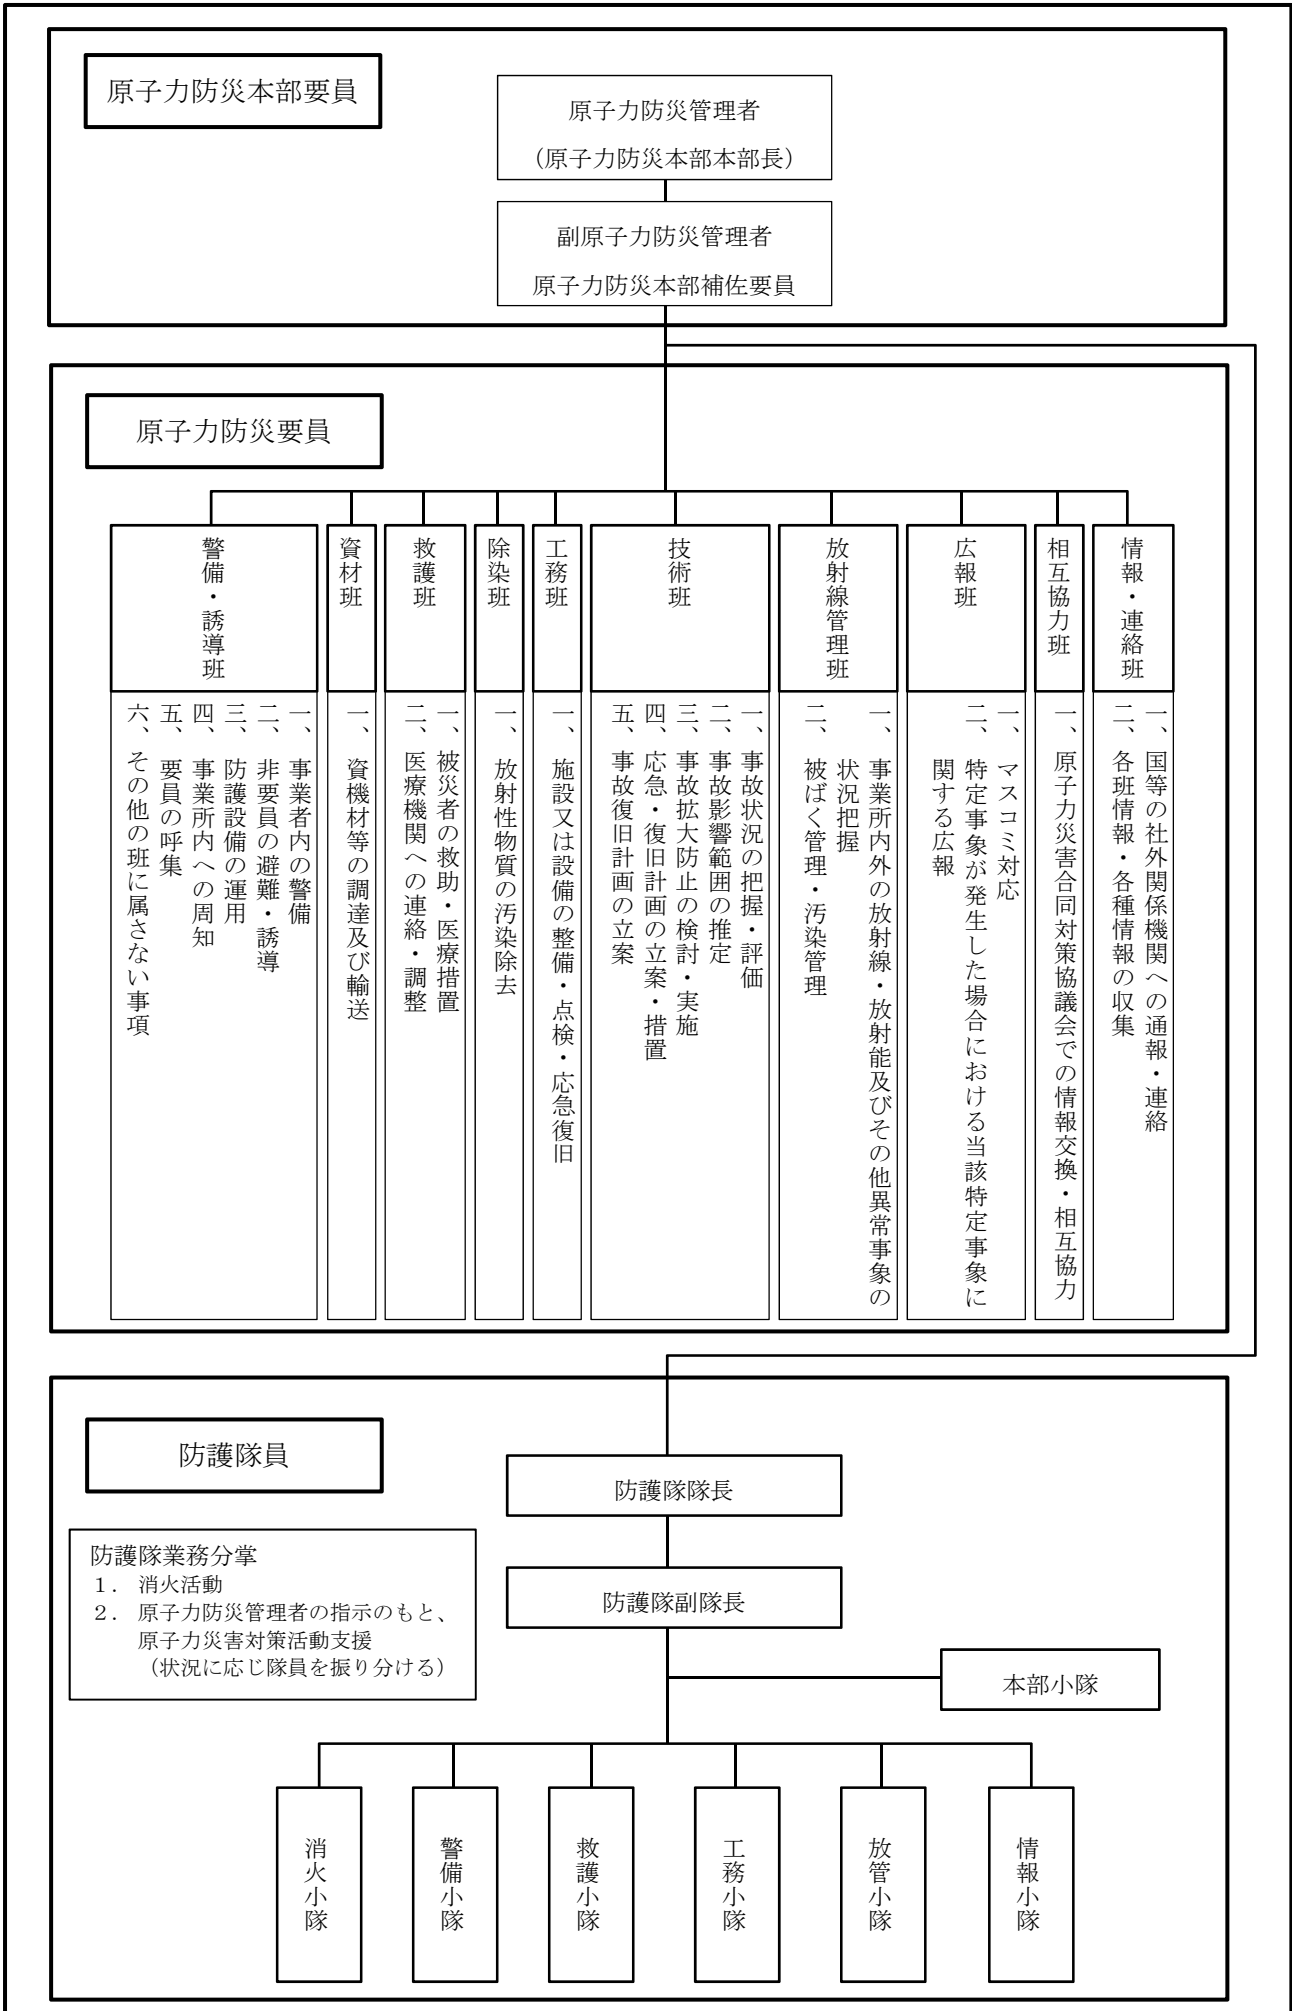 原子力防災本部要員
原子力防災管理者
(原子力防災本部本部長)
副原子力防災管理者
原子力防災本部補佐要員
原子力防災要員
情報・連絡班
一、国等の社外関係機関への通報・連絡
二、各班情報・各種情報の収集
相互協力班
一、原子力災害合同対策協議会での情報交換・相互協力
広報班
一、マスコミ対応
二、特定事象が発生した場合における当該特定事象に
関する広報
放射線管理班
一、事業所内外の放射線・放射能及びその他異常事象の
状況把握
二、被ばく管理・汚染管理
技術班
一、事故状況の把握・評価
二、事故影響範囲の推定
三、事故拡大防止の検討・実施
四、応急・復旧計画の立案・措置
五、事故復旧計画の立案
工務班
一、施設又は設備の整備・点検・応急復旧
除染班
一、放射性物質の汚染除去
救護班
一、被災者の救助・医療措置
二、医療機関への連絡・調整
資材班
一、資機材等の調達及び輸送
警備・誘導班
一、事業者内の警備
二、非要員の避難・誘導
三、防護設備の運用
四、事業所内への周知
五、要員の呼集
六、その他の班に属さない事項
防護隊員
防護隊隊長
防護隊業務分掌
1. 消火活動
2. 原子力防災管理者の指示のもと、
原子力災害対策活動支援
(状況に応じ隊員を振り分ける)
防護隊副隊長
本部小隊
情報小隊
放管小隊
工務小隊
救護小隊
警備小隊
消火小隊